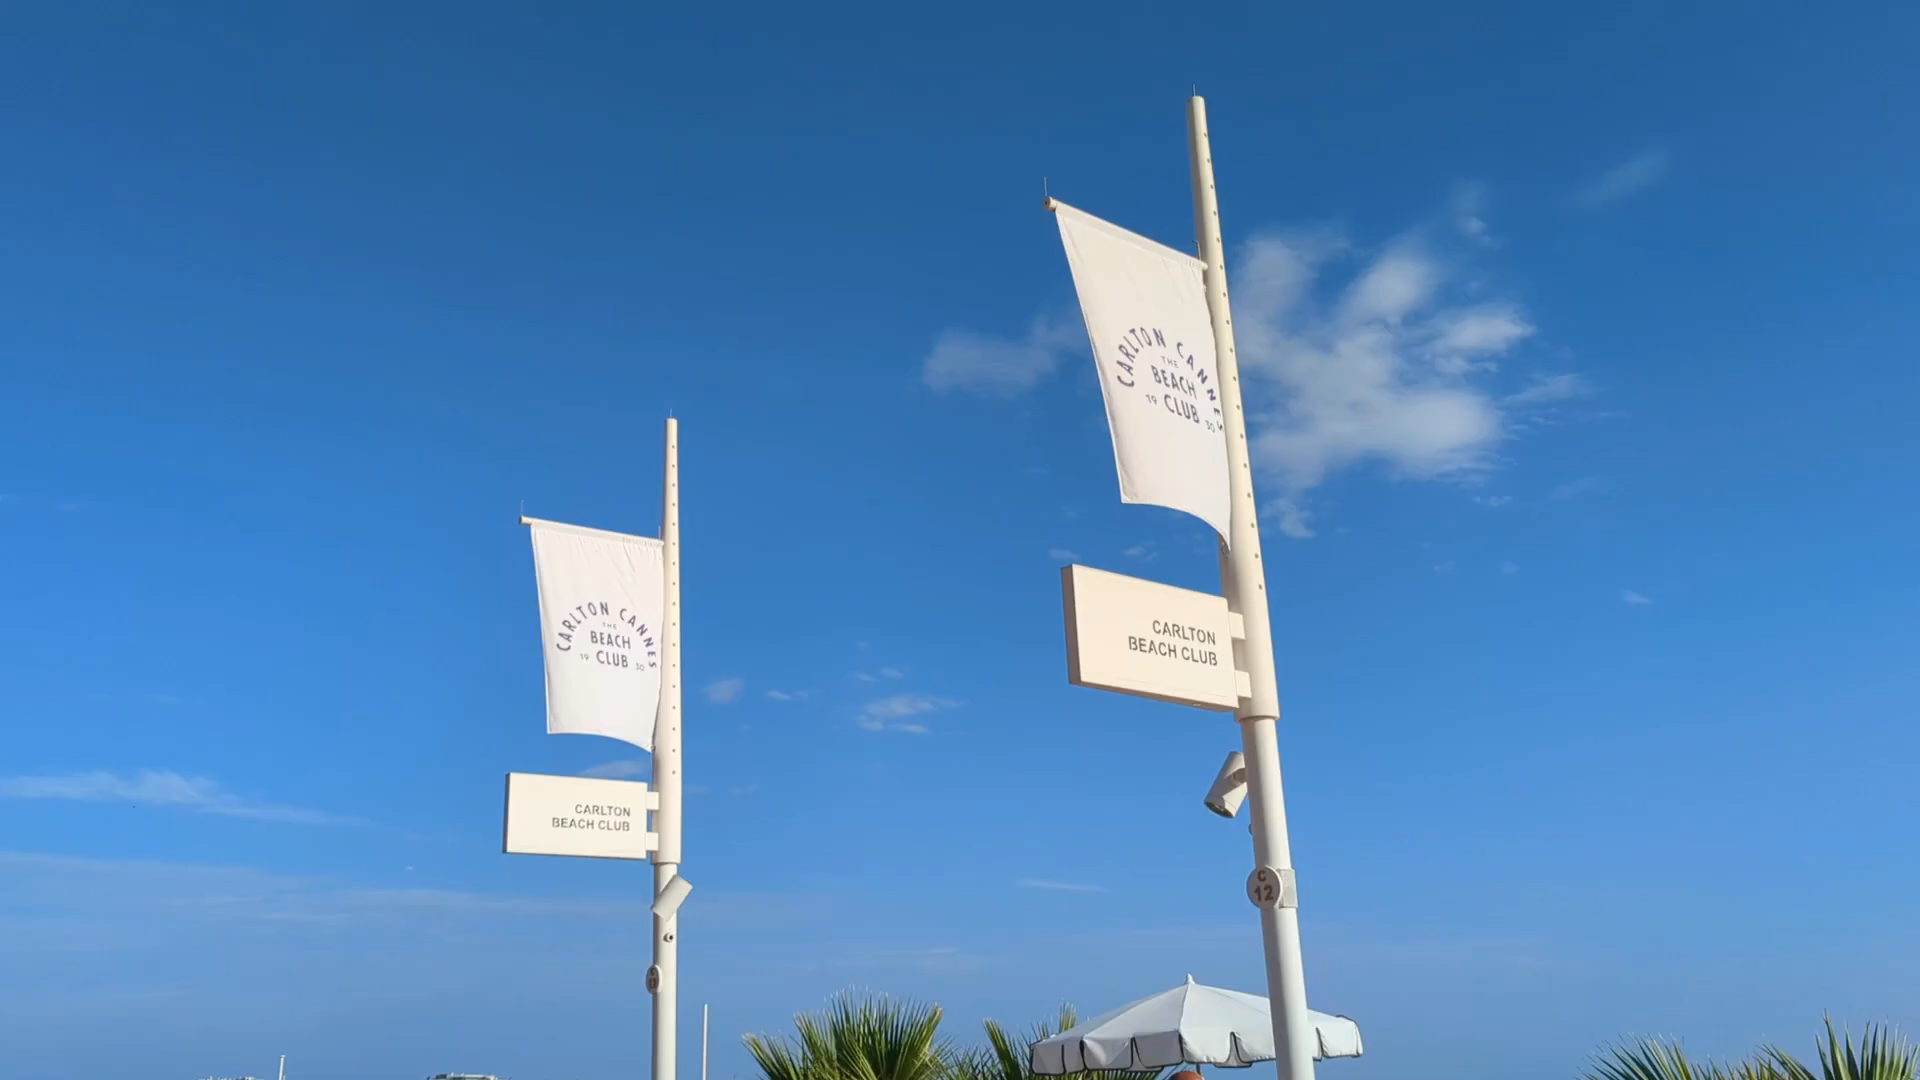 CARLTON CANNES
THE
BEACH
19 CLUB 30
CARLTON
BEACH CLUB
CARLTON CANNES
THE
BEACH
19 CLUB 30
CARLTON
BEACH CLUB
C
12